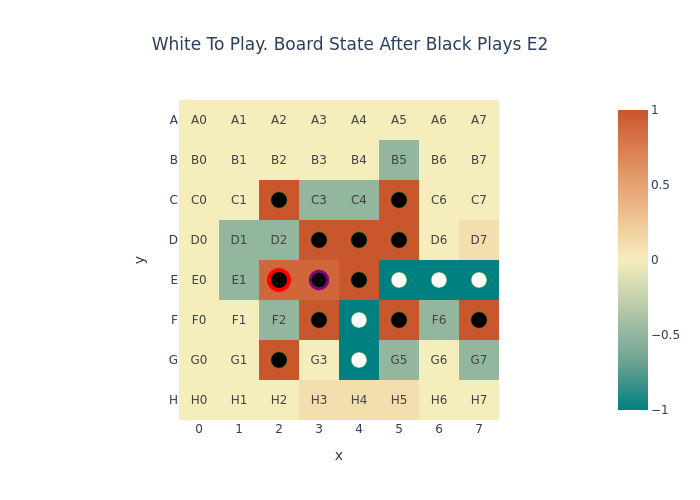 White To Play. Board State After Black Plays E2
A A0 A1 A2 A3 A4 A5 A6 A7
B B0 B1 B2 B3 B4 B5 B6 B7
C C0 C1 C3 C4 C6 C7
D D0 D1 D2 D6 D7
E E0 E1
F F0 F1 F2 F6
G G0 G1 G3 G5 G6 G7
H H0 H1 H2 H3 H4 H5 H6 H7
0 1 2 3 4 5 6 7
x
y
1
0.5
0
−0.5
−1